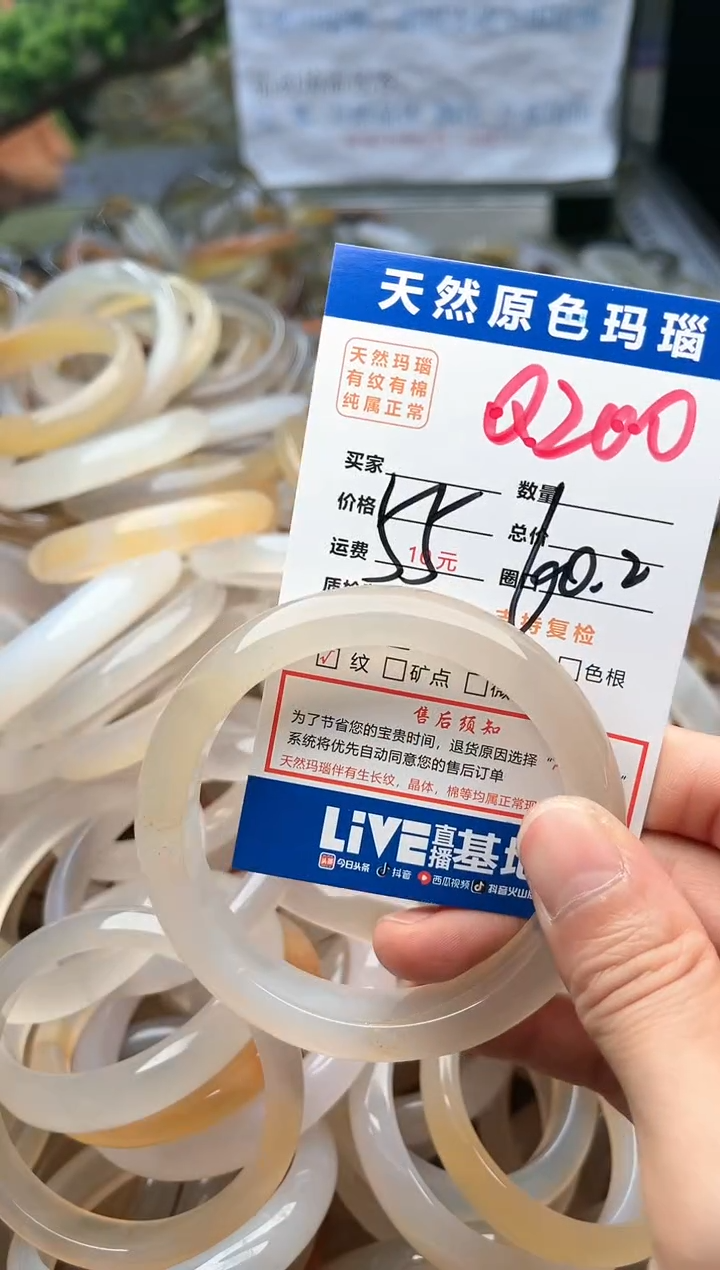 天然原色玛瑙
天然玛瑙
有纹有棉
纯属正常
Q200
买家
数量
价格 55
总价
运费 10元
圈口
支持复检
√ 纹 □矿点
□色根
售后须知
为了节省您的宝贵时间，退货原因选择“
系统将优先自动同意您的售后订单
天然玛瑙伴有生长纹，晶体，棉等均属正常现
LiVE直播基地
今日头条 抖音 西瓜视频 抖音火山